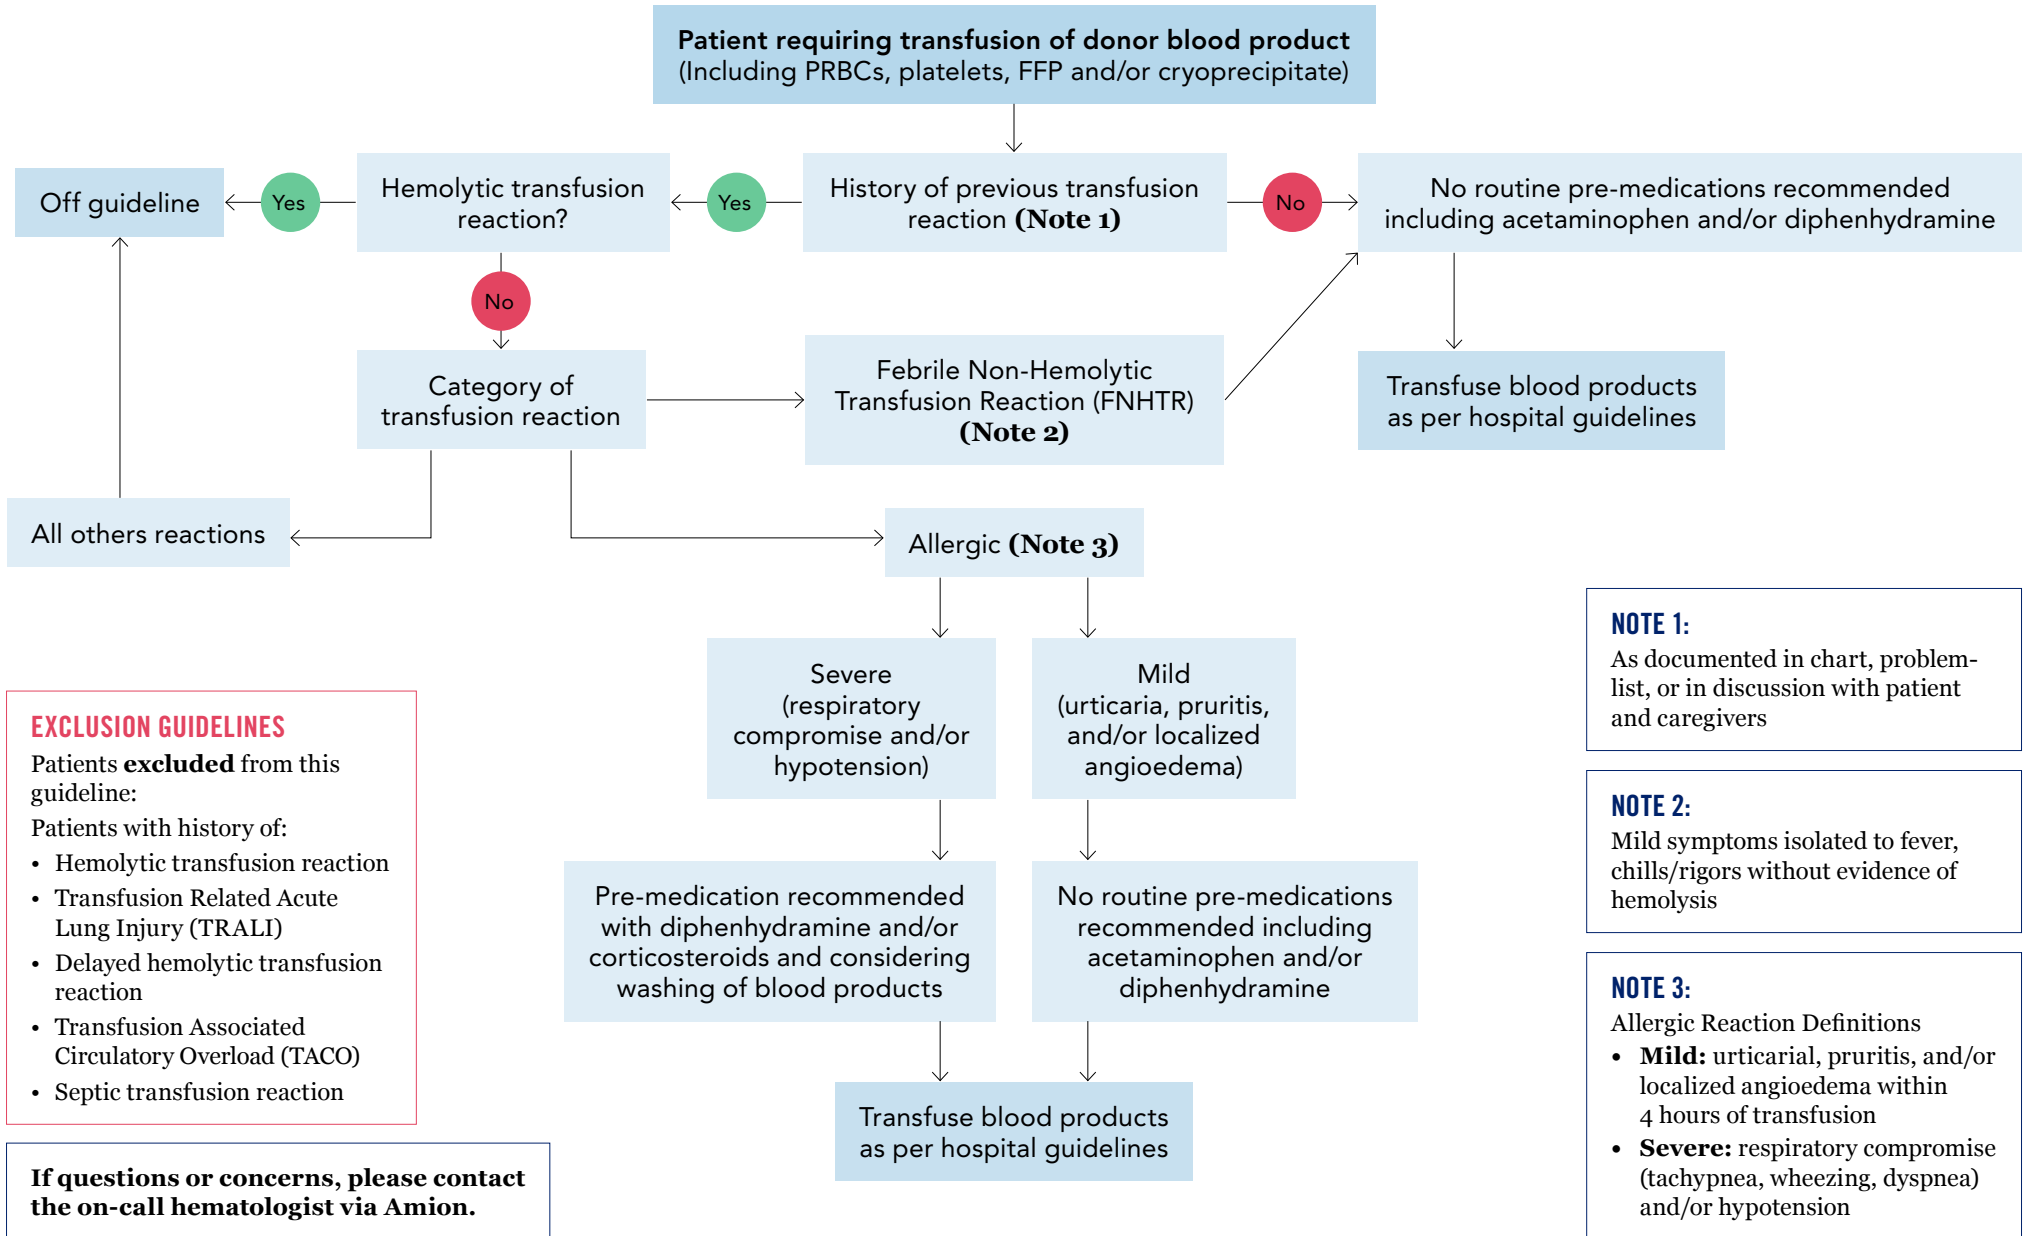 Patient requiring transfusion of donor blood product
(Including PRBCs, platelets, FFP and/or cryoprecipitate)
Off guideline
Yes
Hemolytic transfusion
reaction?
Yes
History of previous transfusion
reaction (Note 1)
No
No routine pre-medications recommended
including acetaminophen and/or diphenhydramine
No
Category of
transfusion reaction
Febrile Non-Hemolytic
Transfusion Reaction (FNHTR)
(Note 2)
Transfuse blood products
as per hospital guidelines
All others reactions
Allergic (Note 3)
Severe
(respiratory
compromise and/or
hypotension)
Mild
(urticaria, pruritis,
and/or localized
angioedema)
Pre-medication recommended
with diphenhydramine and/or
corticosteroids and considering
washing of blood products
No routine pre-medications
recommended including
acetaminophen and/or
diphenhydramine
Transfuse blood products
as per hospital guidelines
EXCLUSION GUIDELINES
Patients excluded from this
guideline:
Patients with history of:
• Hemolytic transfusion reaction
• Transfusion Related Acute
Lung Injury (TRALI)
• Delayed hemolytic transfusion
reaction
• Transfusion Associated
Circulatory Overload (TACO)
• Septic transfusion reaction
If questions or concerns, please contact
the on-call hematologist via Amion.
NOTE 1:
As documented in chart, problem-
list, or in discussion with patient
and caregivers
NOTE 2:
Mild symptoms isolated to fever,
chills/rigors without evidence of
hemolysis
NOTE 3:
Allergic Reaction Definitions
• Mild: urticarial, pruritis, and/or
localized angioedema within
4 hours of transfusion
• Severe: respiratory compromise
(tachypnea, wheezing, dyspnea)
and/or hypotension